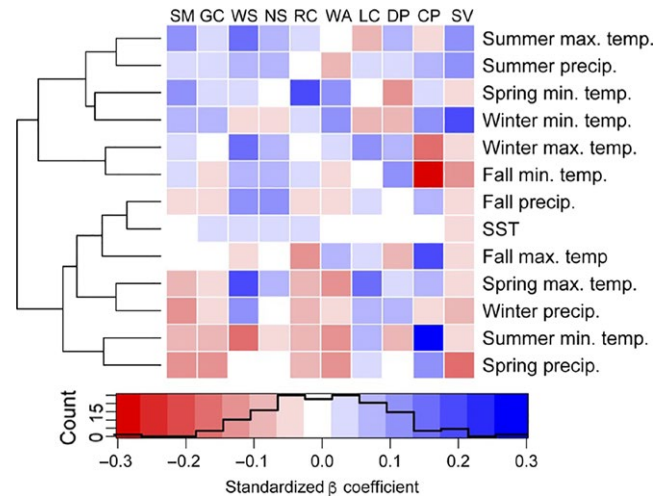 SM GC WS NS RC WA LC DP CP SV
Summer max. temp.
Summer precip.
Spring min. temp.
Winter min. temp.
Winter max. temp.
Fall min. temp.
Fall precip.
SST
Fall max. temp
Spring max. temp.
Winter precip.
Summer min. temp.
Spring precip.
Count
0 15
−0.3 −0.2 −0.1 0.0 0.1 0.2 0.3
Standardized β coefficient